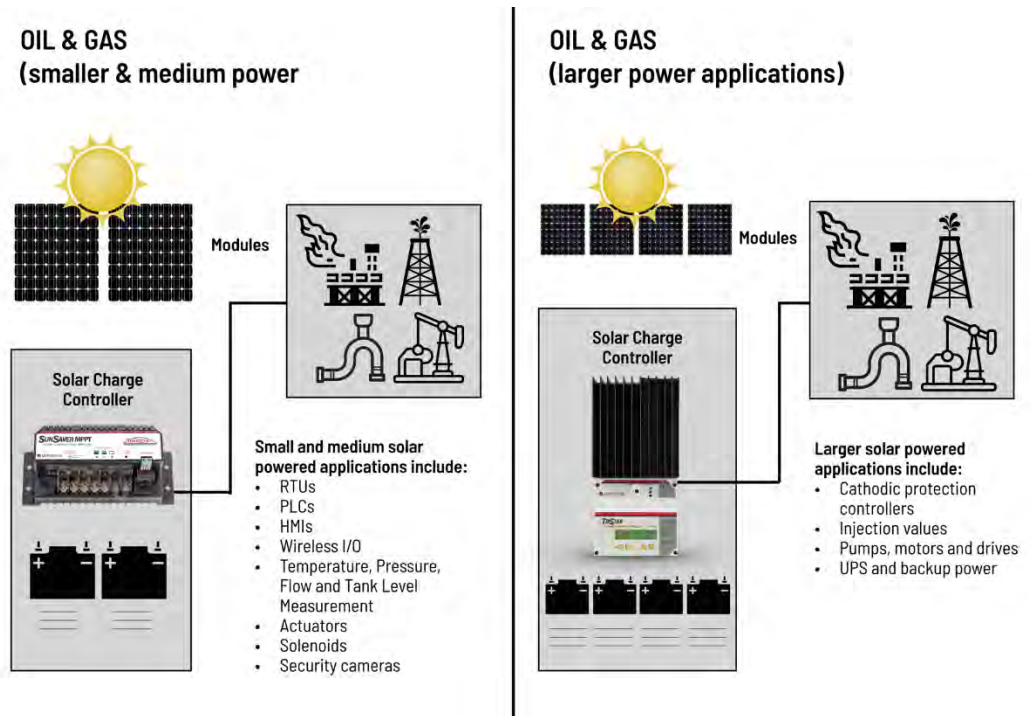 OIL & GAS
(smaller & medium power
Modules
Solar Charge
Controller
SUNSAVER MPPT
Small and medium solar
powered applications include:
• RTUs
• PLCs
• HMIs
• Wireless I/O
• Temperature, Pressure,
Flow and Tank Level
Measurement
• Actuators
• Solenoids
• Security cameras
OIL & GAS
(larger power applications)
Modules
Solar Charge
Controller
TRISTAR
Larger solar powered
applications include:
• Cathodic protection
controllers
• Injection values
• Pumps, motors and drives
• UPS and backup power